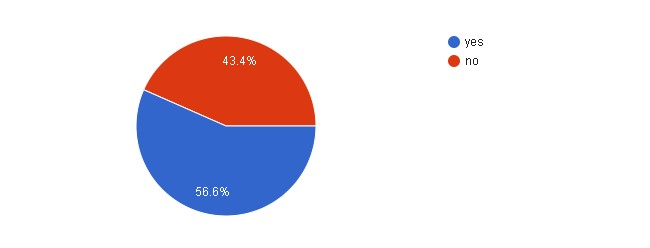 43.4%
56.6%
yes
no